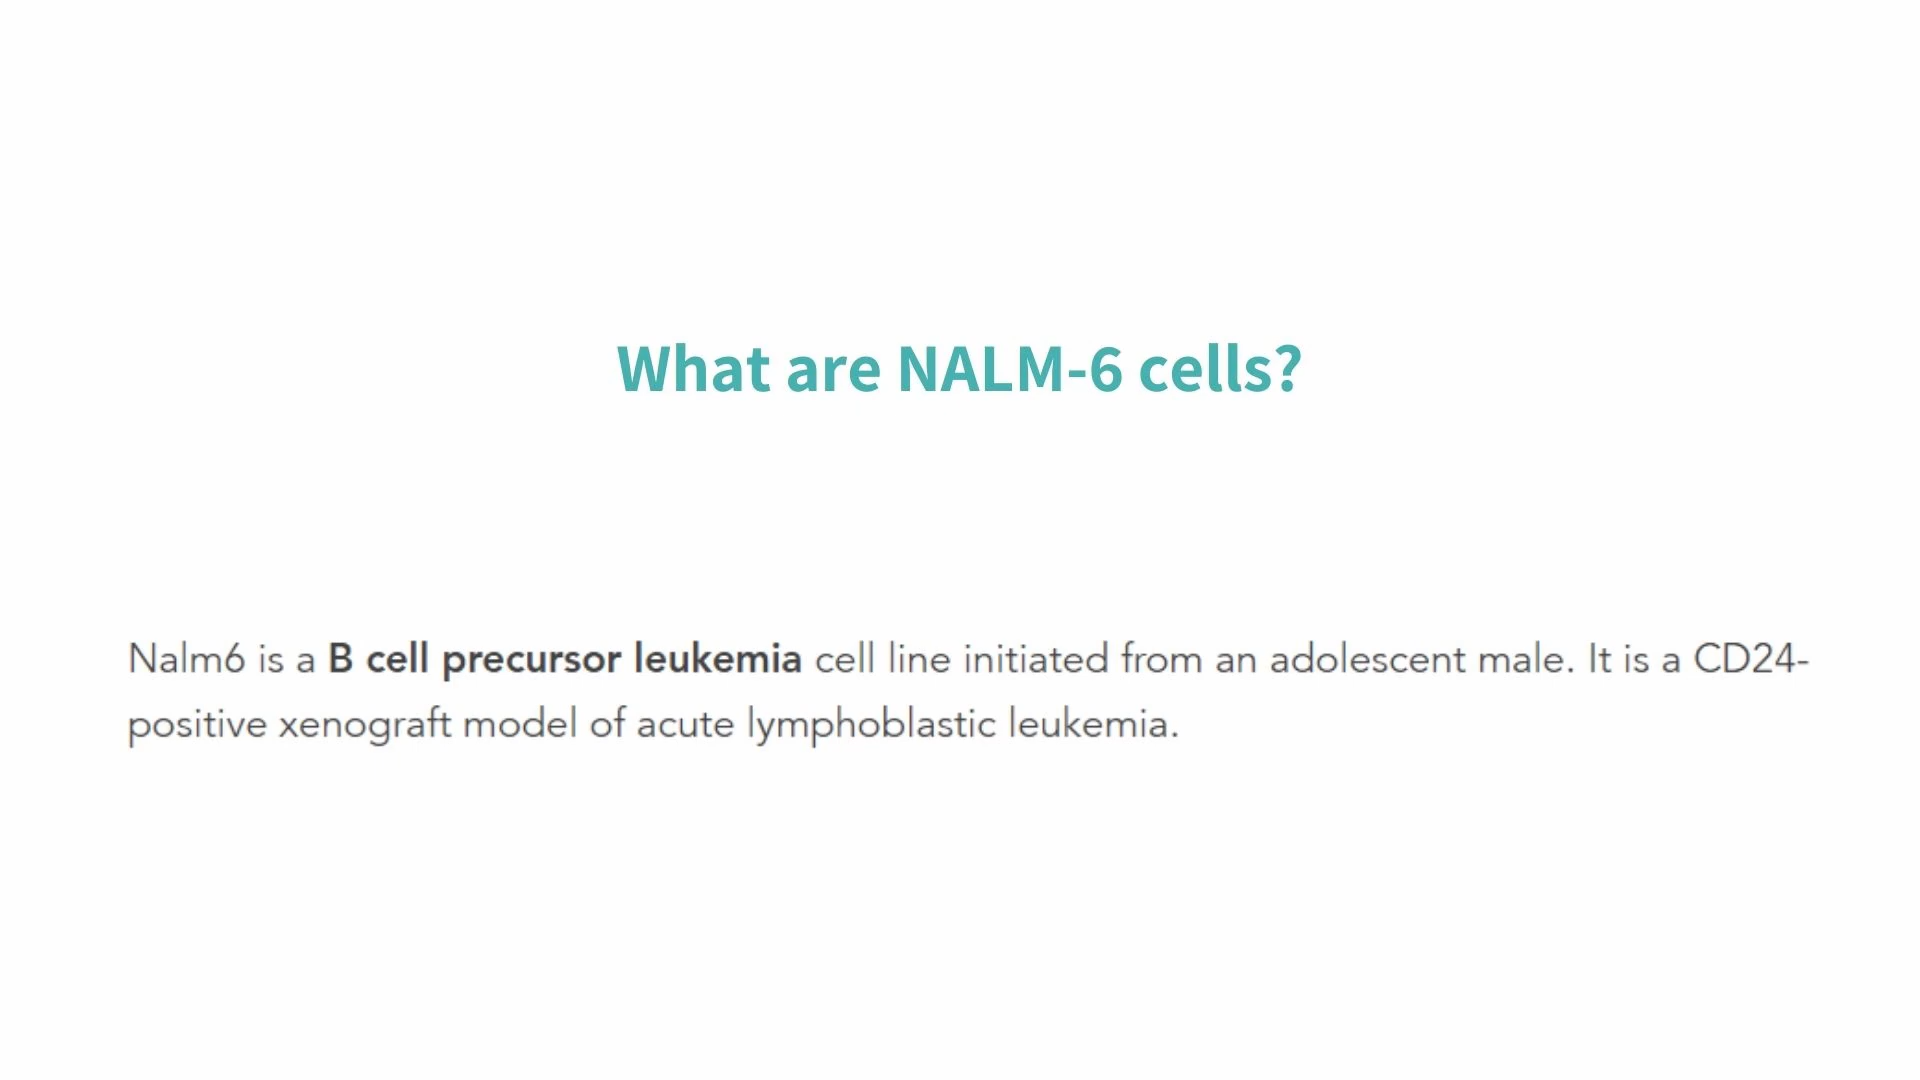 What are NALM-6 cells?
Nalm6 is a B cell precursor leukemia cell line initiated from an adolescent male. It is a CD24-
positive xenograft model of acute lymphoblastic leukemia.